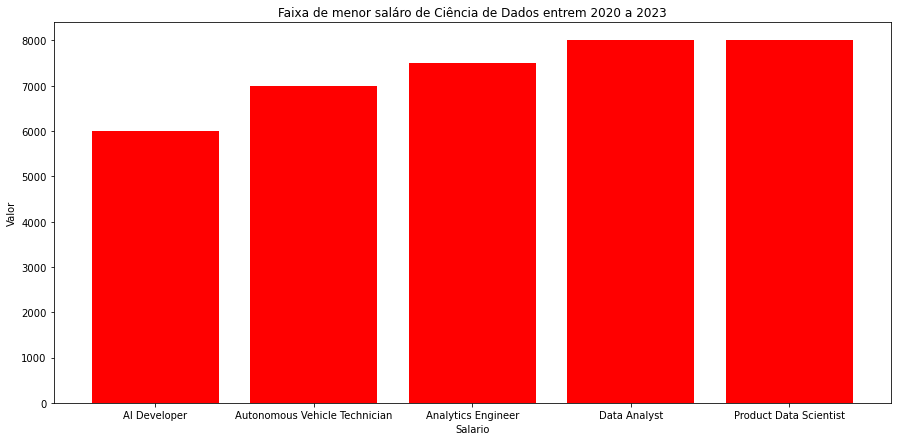 Faixa de menor saláro de Ciência de Dados entrem 2020 a 2023
8000
7000
6000
5000
4000
3000
2000
1000
0
Valor
AI Developer
Autonomous Vehicle Technician
Analytics Engineer
Data Analyst
Product Data Scientist
Salario